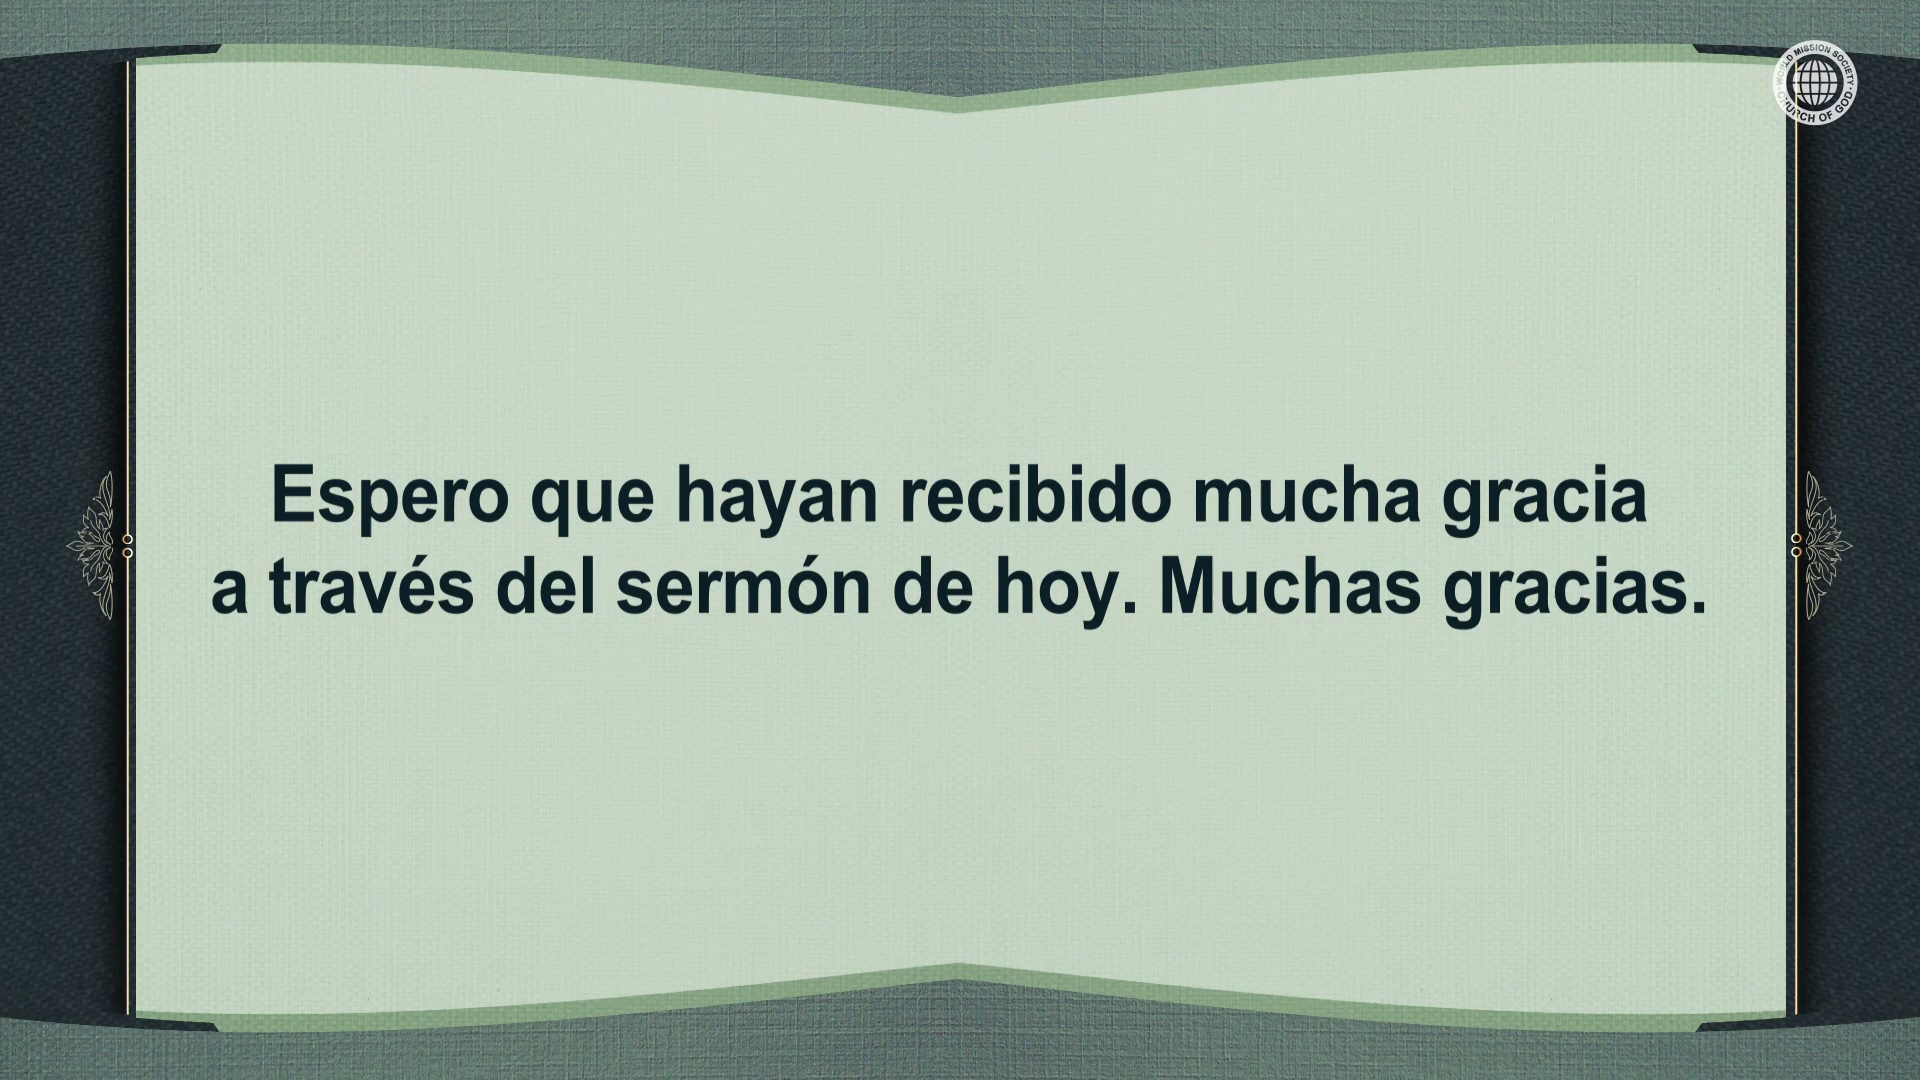 WORLD MISSION SOCIETY
CHURCH OF GOD
Espero que hayan recibido mucha gracia
a través del sermón de hoy. Muchas gracias.